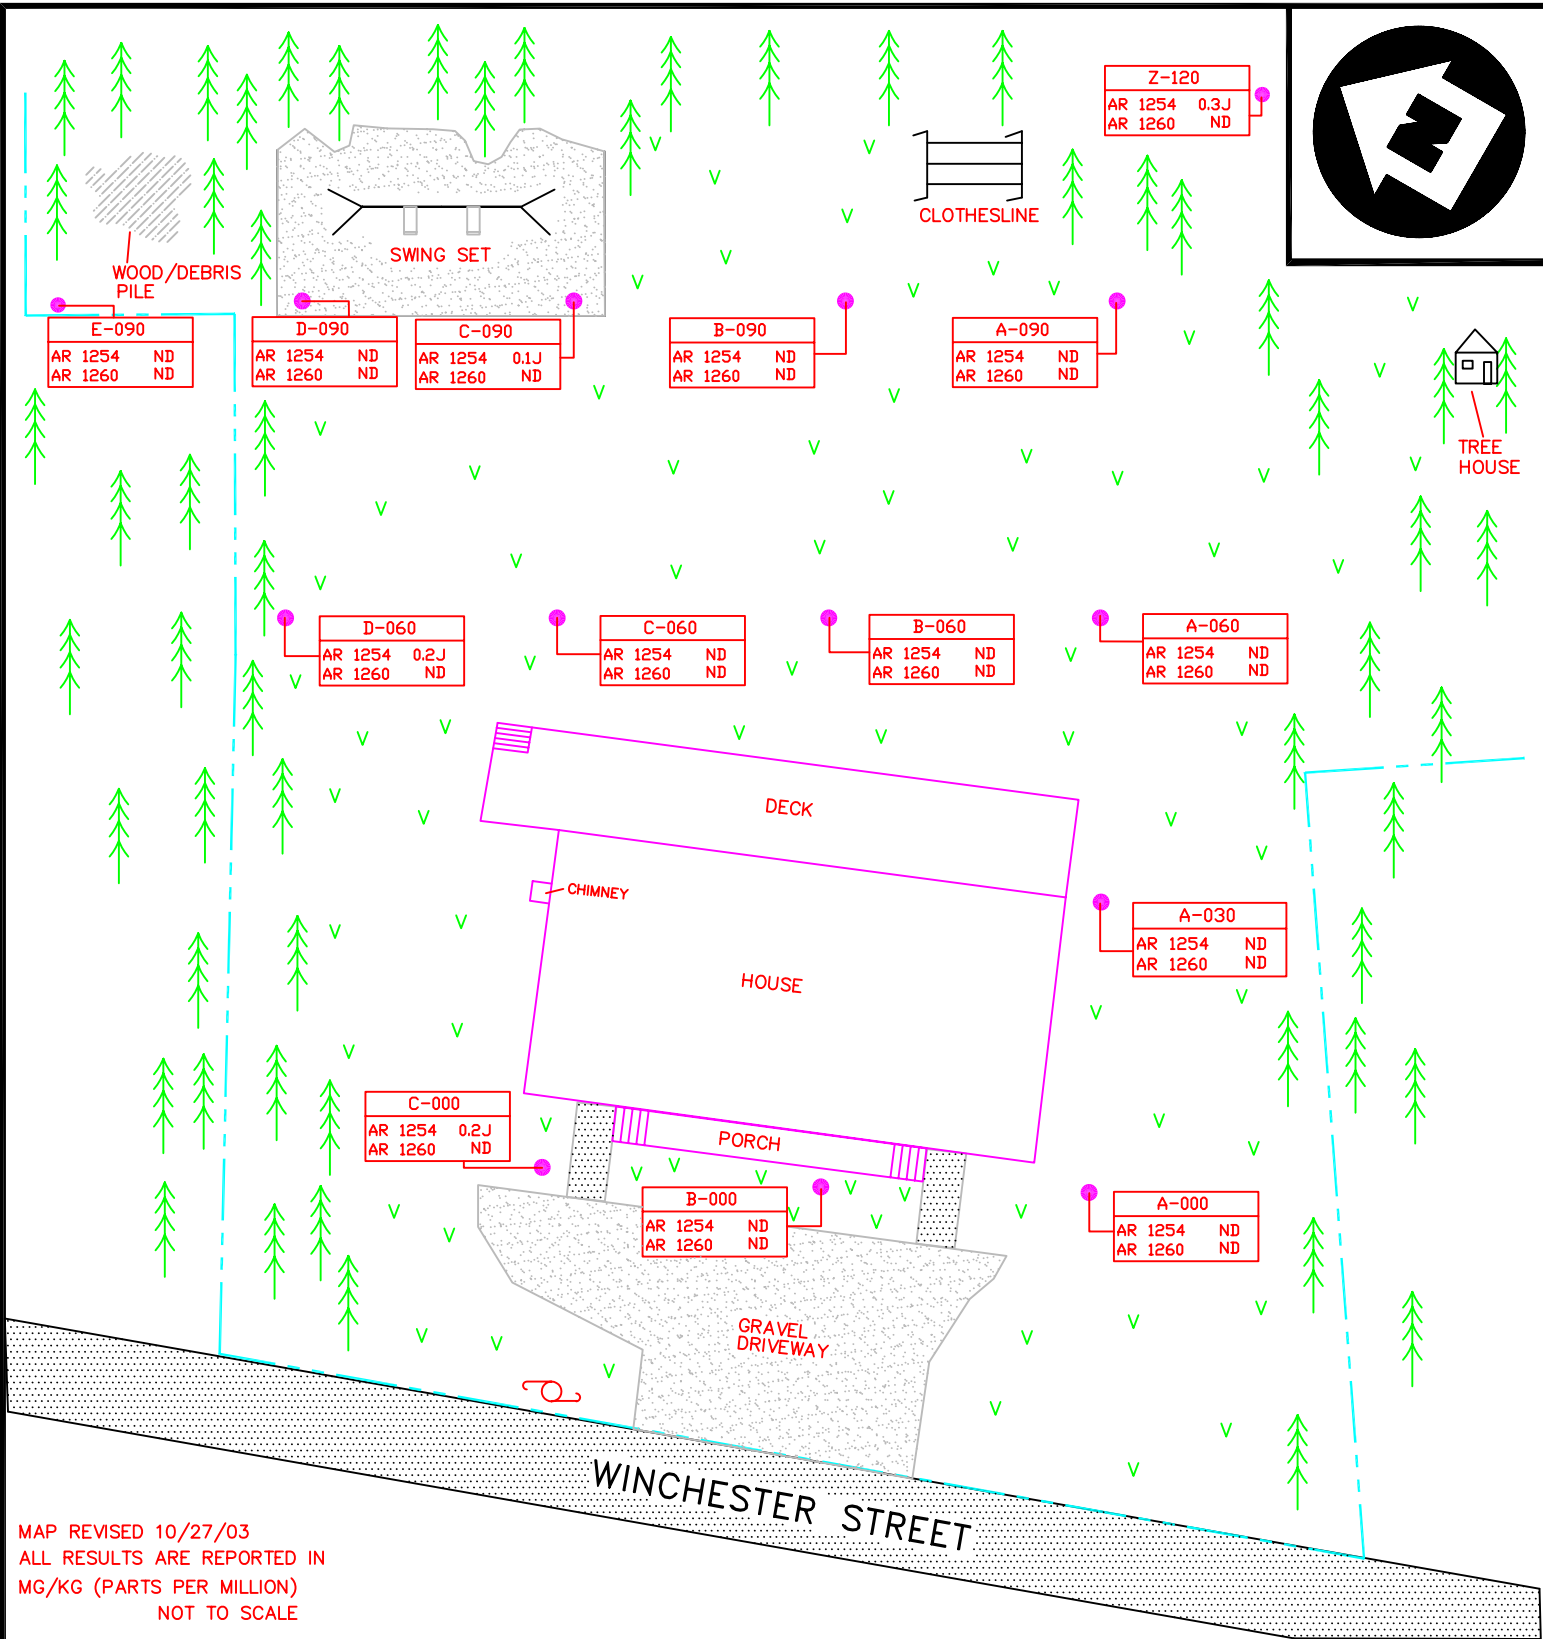 Z-120
AR 1254 0.3J
AR 1260 ND
N
CLOTHESLINE
SWING SET
WOOD/DEBRIS
PILE
E-090
AR 1254 ND
AR 1260 ND
D-090
AR 1254 ND
AR 1260 ND
C-090
AR 1254 0.1J
AR 1260 ND
B-090
AR 1254 ND
AR 1260 ND
A-090
AR 1254 ND
AR 1260 ND
TREE
HOUSE
D-060
AR 1254 0.2J
AR 1260 ND
C-060
AR 1254 ND
AR 1260 ND
B-060
AR 1254 ND
AR 1260 ND
A-060
AR 1254 ND
AR 1260 ND
DECK
CHIMNEY
HOUSE
A-030
AR 1254 ND
AR 1260 ND
C-000
AR 1254 0.2J
AR 1260 ND
PORCH
B-000
AR 1254 ND
AR 1260 ND
A-000
AR 1254 ND
AR 1260 ND
GRAVEL
DRIVEWAY
WINCHESTER STREET
MAP REVISED 10/27/03
ALL RESULTS ARE REPORTED IN
MG/KG (PARTS PER MILLION)
NOT TO SCALE